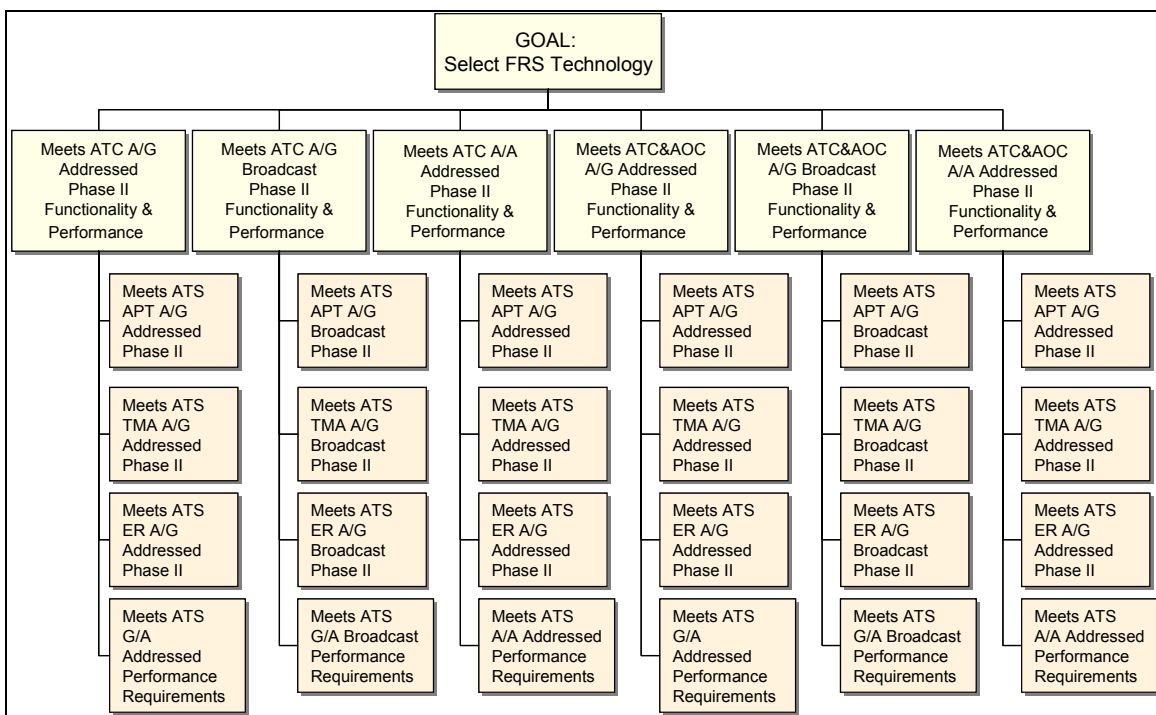 GOAL:
Select FRS Technology
Meets ATC A/G
Addressed
Phase II
Functionality &
Performance
Meets ATC A/G
Broadcast
Phase II
Functionality &
Performance
Meets ATC A/A
Addressed
Phase II
Functionality &
Performance
Meets ATC&AOC
A/G Addressed
Phase II
Functionality &
Performance
Meets ATC&AOC
A/G Broadcast
Phase II
Functionality &
Performance
Meets ATC&AOC
A/A Addressed
Phase II
Functionality &
Performance
Meets ATS
APT A/G
Addressed
Phase II
Meets ATS
APT A/G
Broadcast
Phase II
Meets ATS
APT A/G
Addressed
Phase II
Meets ATS
APT A/G
Addressed
Phase II
Meets ATS
APT A/G
Broadcast
Phase II
Meets ATS
APT A/G
Addressed
Phase II
Meets ATS
TMA A/G
Addressed
Phase II
Meets ATS
TMA A/G
Broadcast
Phase II
Meets ATS
TMA A/G
Addressed
Phase II
Meets ATS
TMA A/G
Addressed
Phase II
Meets ATS
TMA A/G
Broadcast
Phase II
Meets ATS
TMA A/G
Addressed
Phase II
Meets ATS
ER A/G
Addressed
Phase II
Meets ATS
ER A/G
Broadcast
Phase II
Meets ATS
ER A/G
Addressed
Phase II
Meets ATS
ER A/G
Addressed
Phase II
Meets ATS
ER A/G
Broadcast
Phase II
Meets ATS
ER A/G
Addressed
Phase II
Meets ATS
G/A
Addressed
Performance
Requirements
Meets ATS
G/A Broadcast
Performance
Requirements
Meets ATS
A/A Addressed
Performance
Requirements
Meets ATS
G/A
Addressed
Performance
Requirements
Meets ATS
G/A Broadcast
Performance
Requirements
Meets ATS
A/A Addressed
Performance
Requirements